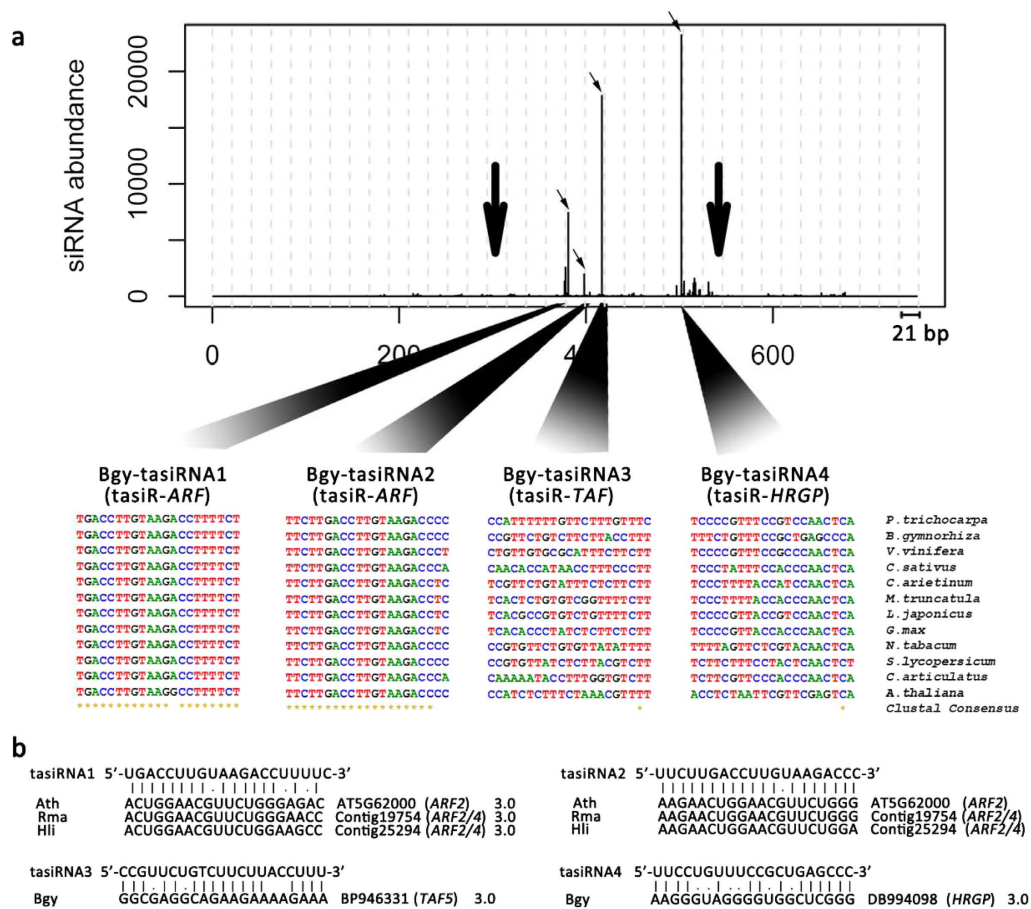 a
siRNA abundance
20000
10000
0
0
200
400
600
21 bp
Bgy-tasiRNA1 Bgy-tasiRNA2 Bgy-tasiRNA3 Bgy-tasiRNA4
(tasiR-ARF) (tasiR-ARF) (tasiR-TAF) (tasiR-HRGP)
TGACCTTGTAAGACCTTTTCT TTCTTGACCTTGTAAGACCCC CCATTTTTTGTTCTTTGTTTC TCCCCGTTTCCGTCCAACTCA P.trichocarpa
TGACCTTGTAAGACCTTTTCT TTCTTGACCTTGTAAGACCCC CCGTTCTGTCTTCTTACCTTT TTTCTGTTTCCGCTGAGCCCA B.gymnorhiza
TGACCTTGTAAGACCTTTTCT TTCTTGACCTTGTAAGACCCT CTGTTGTGCGCATTTCTTCTT TCCCCGTTTCCGCCCAACTCA V.vinifera
TGACCTTGTAAGACCTTTTCT TTCTTGACCTTGTAAGACCCA CAACACCATAACCTTTCCCTT TCCCTATTTCCACCCAACTCA C.sativus
TGACCTTGTAAGACCTTTTCT TTCTTGACCTTGTAAGACCTC TCGTTCTGTATTTCTCTTCTT TCCCTTTTACCATCCAACTCA C.arietinum
TGACCTTGTAAGACCTTTTCT TTCTTGACCTTGTAAGACCTC TCACTCTGTGTCGGTTTTCTT TCCCTTTTACCACCCAACTCA M.truncatula
TGACCTTGTAAGACCTTTTCT TTCTTGACCTTGTAAGACCTC TCACGCCGTGTCTGTTTTCTT TCCCCGTTACCGTCCAACTCA L.japonicus
TGACCTTGTAAGACCTTTTCT TTCTTGACCTTGTAAGACCTC TCACACCCTATCTCTTCTCTT TCCCCGTTACCACCCAACTCA G.max
TGACCTTGTAAGACCTTTTCT TTCTTGACCTTGTAAGACCCC CCGTGTTCTGTGTTATATTTT TTTTAGTTCTCGTACAACTCA N.tabacum
TGACCTTGTAAGACCTTTTCT TTCTTGACCTTGTAAGACCCC CCGTGTTATCTCTTACGTCTT TCTTCTTTCCTACTCAACTCT S.lycopersicum
TGACCTTGTAAGACCTTTTCT TTCTTGACCTTGTAAGACCCA CAAAAATACCTTTGGTGTCTT TCTTCGTTCCCACCCAACTCA C.articulatus
TGACCTTGTAAGGCCTTTTCT TTCTTGACCTTGTAAGACCCC CCATCTCTTTCTAAACGTTTT ACCTCTAATTCGTTCGAGTCA A.thaliana
************ ******** ******************* * * Clustal Consensus
b
tasiRNA1 5’-UGACCUUGUAAGACCUUUUC-3’
Ath ACUGGAACGUUCUGGGAGAC AT5G62000 (ARF2) 3.0
Rma ACUGGAACGUUCUGGGAACC Contig19754 (ARF2/4) 3.0
Hli ACUGGAACGUUCUGGGAAGCC Contig25294 (ARF2/4) 3.0
tasiRNA2 5’-UUCUUGACCUUGUAAGACCC-3’
Ath AAGAACUGGAACGUUCUGGG AT5G62000 (ARF2)
Rma AAGAACUGGAACGUUCUGGG Contig19754 (ARF2/4)
Hli AAGAACUGGAACGUUCUGGA Contig25294 (ARF2/4)
tasiRNA3 5’-CCGUUCUGTCUUCUUACCUUU-3’
Bgy GGCGAGGCAGAAGAAAAGAAA BP946331 (TAF5) 3.0
tasiRNA4 5’-UUCCUGUUUCCGCUGAGCCC-3’
Bgy AAGGGUAGGGGUGGCUCGGG DB994098 (HRGP) 3.0